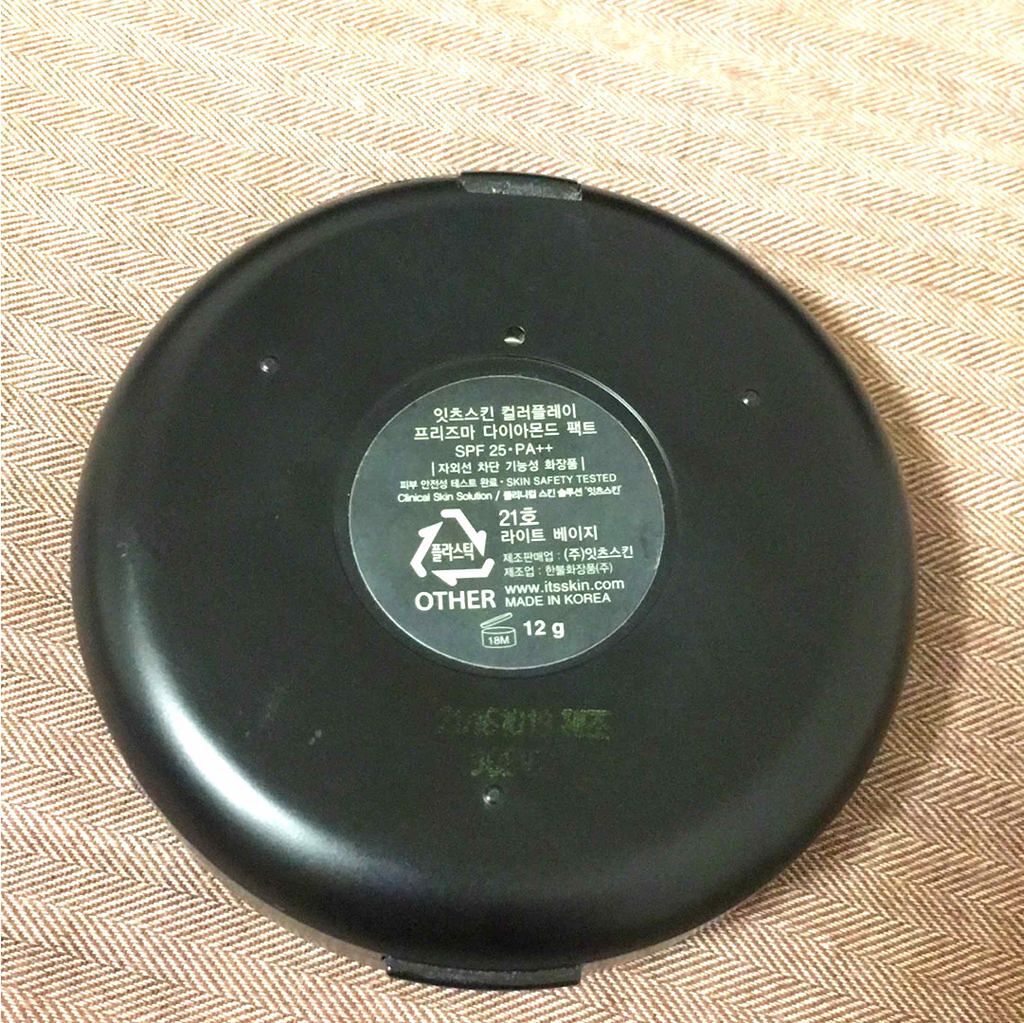 잇츠스킨 컬러플레이
프리즈마 다이아몬드 팩트
SPF 25·PA++
| 자외선 차단 기능성 화장품 |
피부 안전성 테스트 완료 · SKIN SAFETY TESTED
Clinical Skin Solution / 클리니컬 스킨 솔루션 '잇츠스킨'
플라스틱
OTHER
21호
라이트 베이지
제조판매업 : (주)잇츠스킨
제조업 : 한불화장품(주)
www.itsskin.com
MADE IN KOREA
18M
12 g
제조